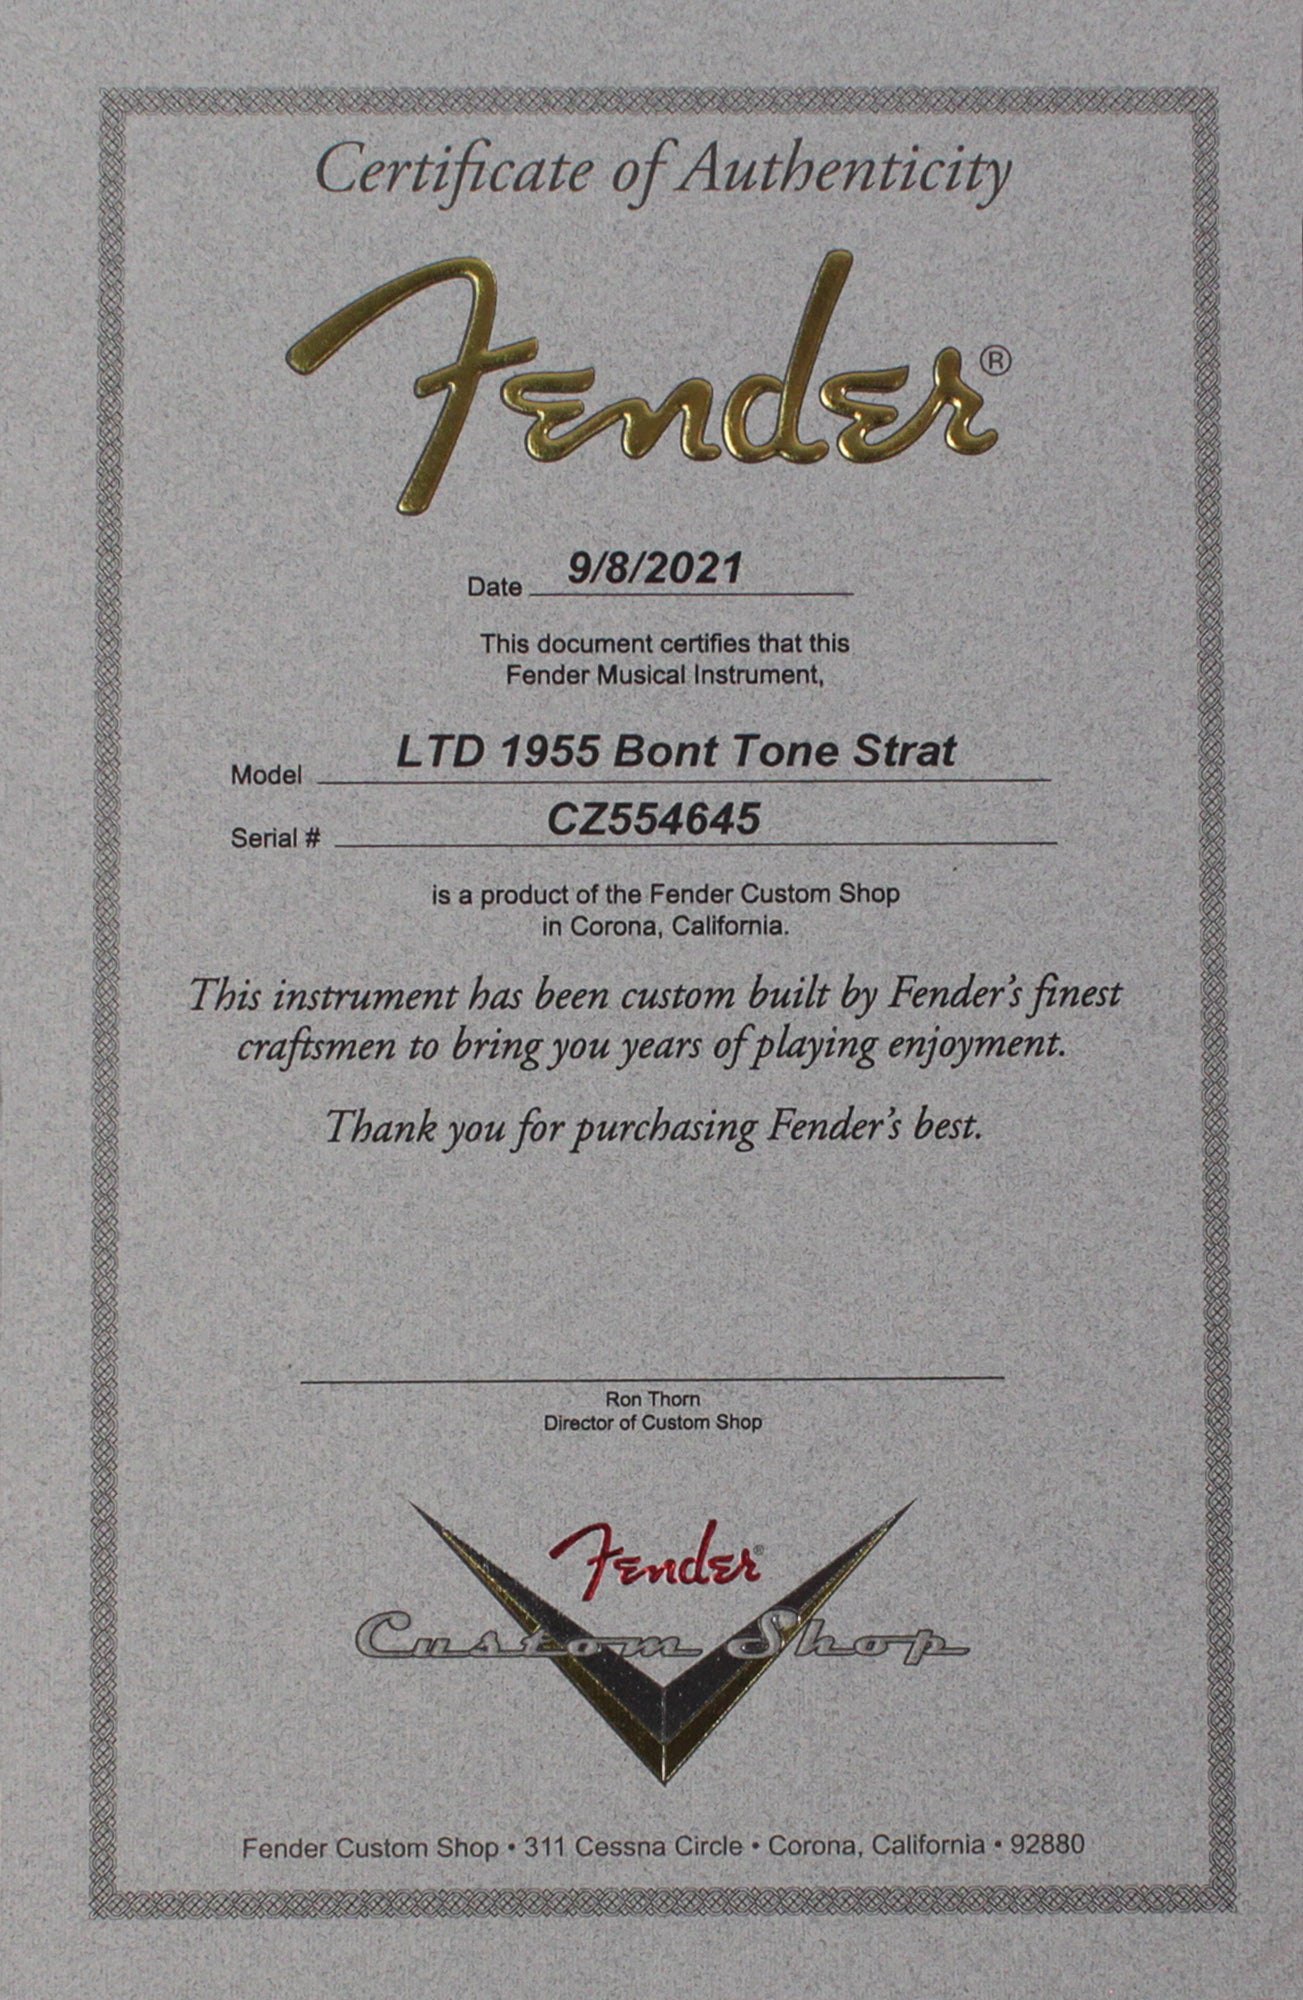 Certificate of Authenticity
Fender®
Date 9/8/2021
This document certifies that this
Fender Musical Instrument,
Model LTD 1955 Bont Tone Strat
Serial # CZ554645
is a product of the Fender Custom Shop
in Corona, California.
This instrument has been custom built by Fender's finest
craftsmen to bring you years of playing enjoyment.
Thank you for purchasing Fender's best.
Ron Thorn
Director of Custom Shop
Fender®
Custom Shop
Fender Custom Shop • 311 Cessna Circle • Corona, California • 92880